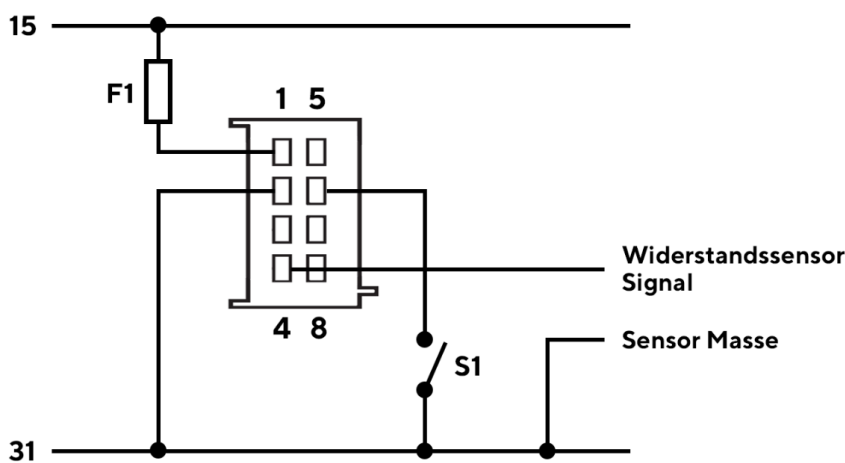 15
F1
1 5
Widerstandssensor
Signal
4 8
Sensor Masse
S1
31